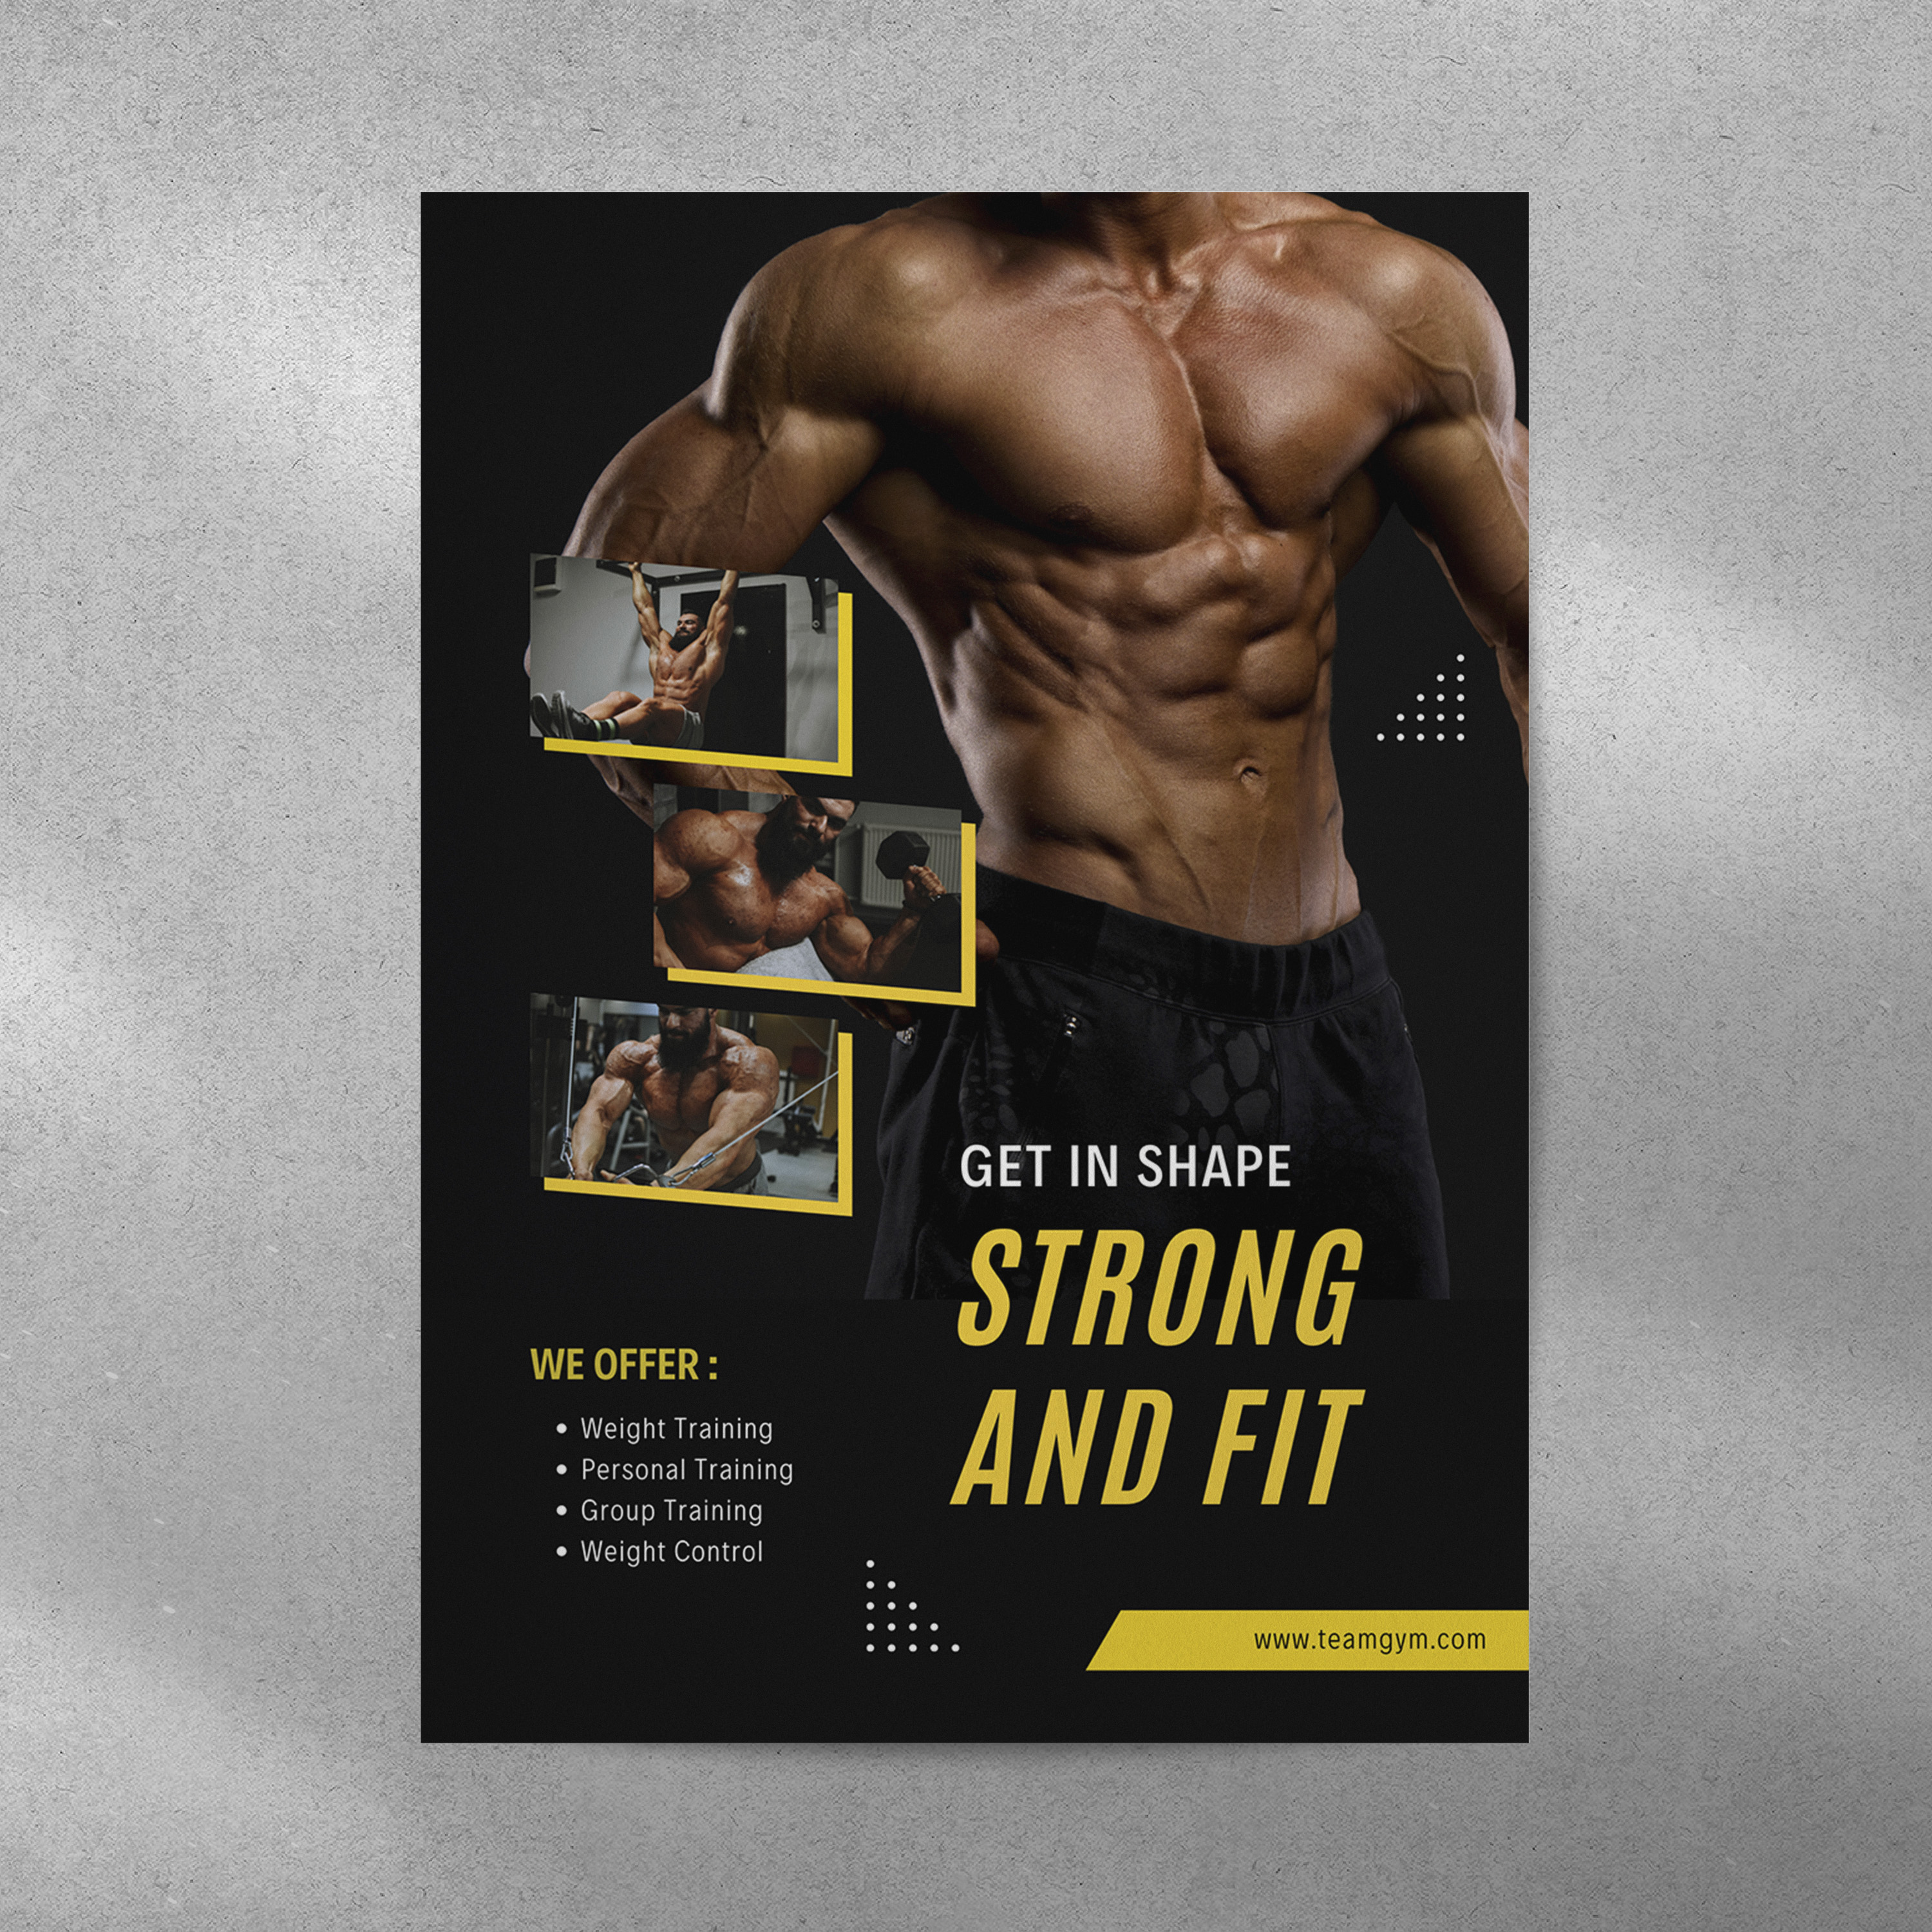 GET IN SHAPE
STRONG
AND FIT
WE OFFER :
• Weight Training
• Personal Training
• Group Training
• Weight Control
www.teamgym.com